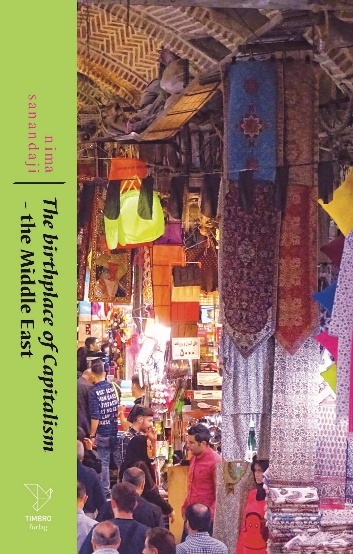 nima
sanandaji
The birthplace of Capitalism
– the Middle East
TIMBRO
förlag